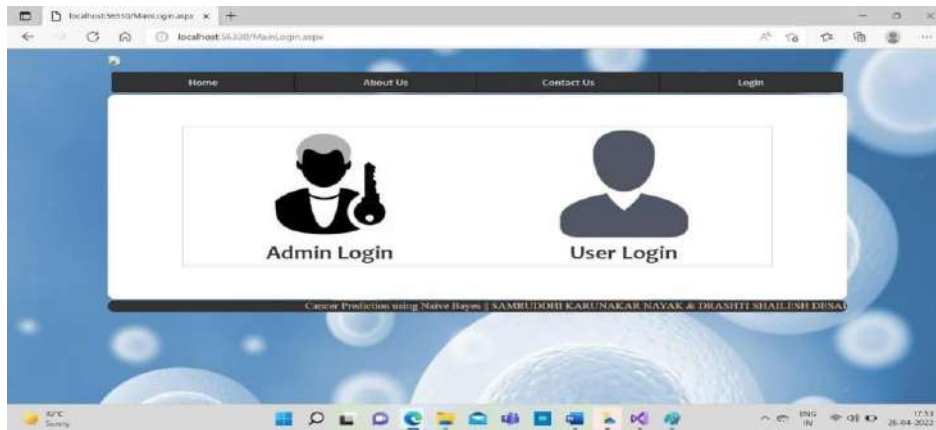 localhost:56330/MainLogin.aspx
localhost:56330/MainLogin.aspx
Home About Us Contact Us Login
Admin Login User Login
Cancer Prediction using Naive Bayes || SAMRUDDHI KARUNAKAR NAYAK & DRASHTI SHAILESH DESAI
32°C
Sunny
ENG
IN
17:53
26-04-2022